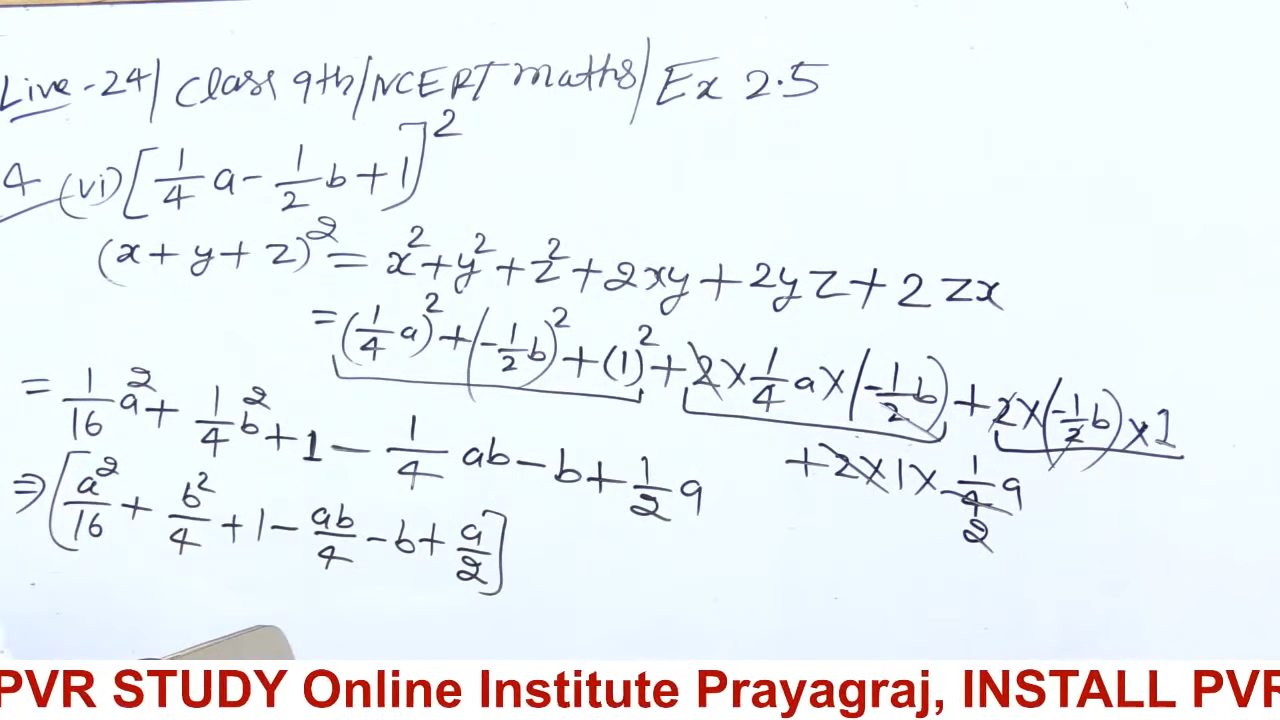 Live-24/ Class 9th/NCERT maths/ Ex 2.5
4 (vi) [1/4 a - 1/2 b + 1]²
(x + y + z)² = x² + y² + z² + 2xy + 2yz + 2zx
= (1/4 a)² + (-1/2 b)² + (1)² + 2 × 1/4 a × (-1/2 b) + 2 × (-1/2 b) × 1
+ 2 × 1 × 1/4 a
2
= 1/16 a² + 1/4 b² + 1 - 1/4 ab - b + 1/2 a
⇒ [a²/16 + b²/4 + 1 - ab/4 - b + a/2]
PVR STUDY Online Institute Prayagraj, INSTALL PVR